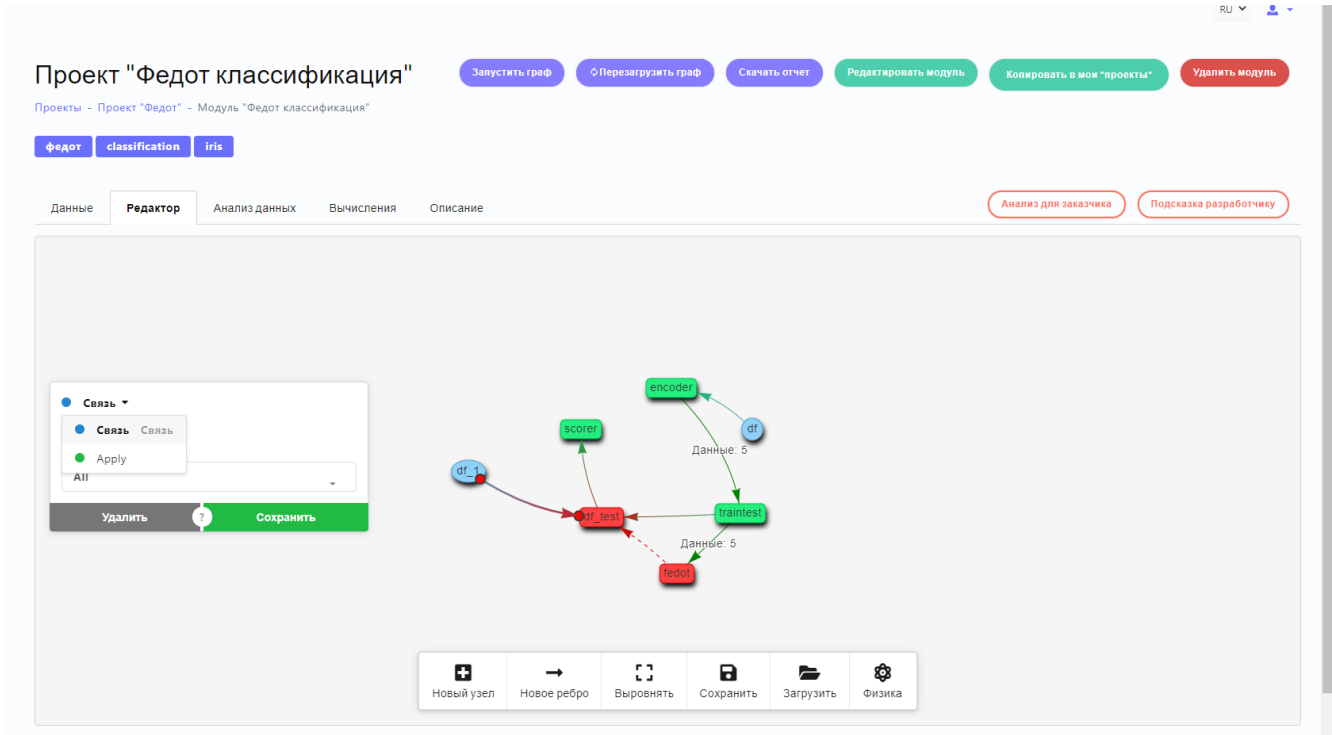 RU
Проект "Федот классификация"
Запустить граф
Перезагрузить граф
Скачать отчет
Редактировать модуль
Копировать в мои "проекты"
Удалить модуль
Проекты - Проект "Федот" - Модуль "Федот классификация"
федот
classification
iris
Данные
Редактор
Анализ данных
Вычисления
Описание
Анализ для заказчика
Подсказка разработчику
Связь
Связь Связь
Apply
All
Удалить
?
Сохранить
encoder
scorer
df
Данные: 5
df_1
df_test
traintest
Данные: 5
fedot
Новый узел
Новое ребро
Выровнять
Сохранить
Загрузить
Физика